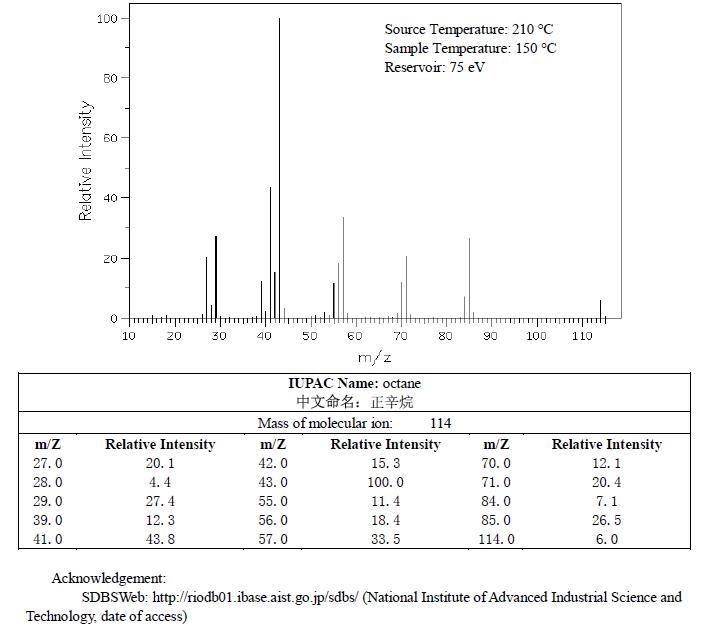 Source Temperature: 210 °C
Sample Temperature: 150 °C
Reservoir: 75 eV
Relative Intensity
100
80
60
40
20
0
10 20 30 40 50 60 70 80 90 100 110
m/z
IUPAC Name: octane
中文命名：正辛烷
Mass of molecular ion: 114
m/Z Relative Intensity m/Z Relative Intensity m/Z Relative Intensity
27.0 20.1 42.0 15.3 70.0 12.1
28.0 4.4 43.0 100.0 71.0 20.4
29.0 27.4 55.0 11.4 84.0 7.1
39.0 12.3 56.0 18.4 85.0 26.5
41.0 43.8 57.0 33.5 114.0 6.0
Acknowledgement:
SDBSWeb: http://riodb01.ibase.aist.go.jp/sdbs/ (National Institute of Advanced Industrial Science and
Technology, date of access)